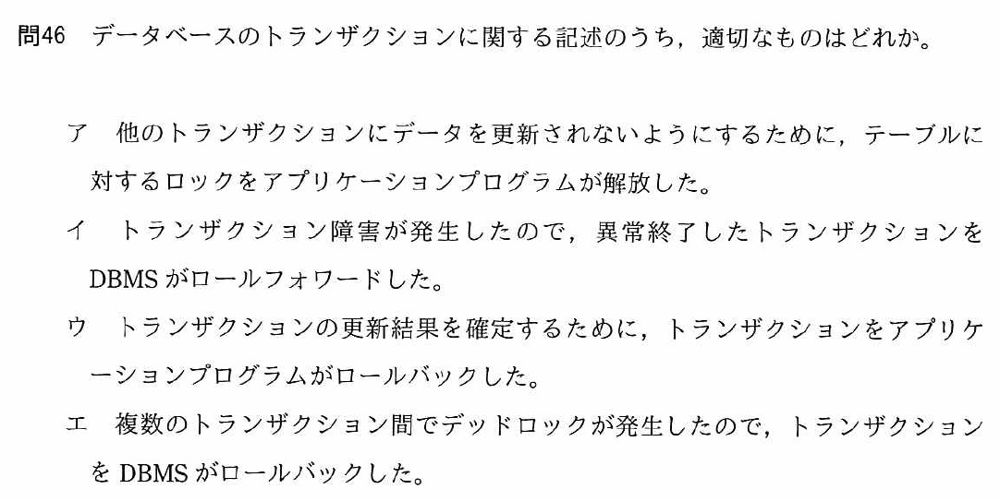 問46　データベースのトランザクションに関する記述のうち，適切なものはどれか。
ア　他のトランザクションにデータを更新されないようにするために，テーブルに
対するロックをアプリケーションプログラムが解放した。
イ　トランザクション障害が発生したので，異常終了したトランザクションを
DBMSがロールフォワードした。
ウ　トランザクションの更新結果を確定するために，トランザクションをアプリケ
ーションプログラムがロールバックした。
エ　複数のトランザクション間でデッドロックが発生したので，トランザクション
をDBMSがロールバックした。